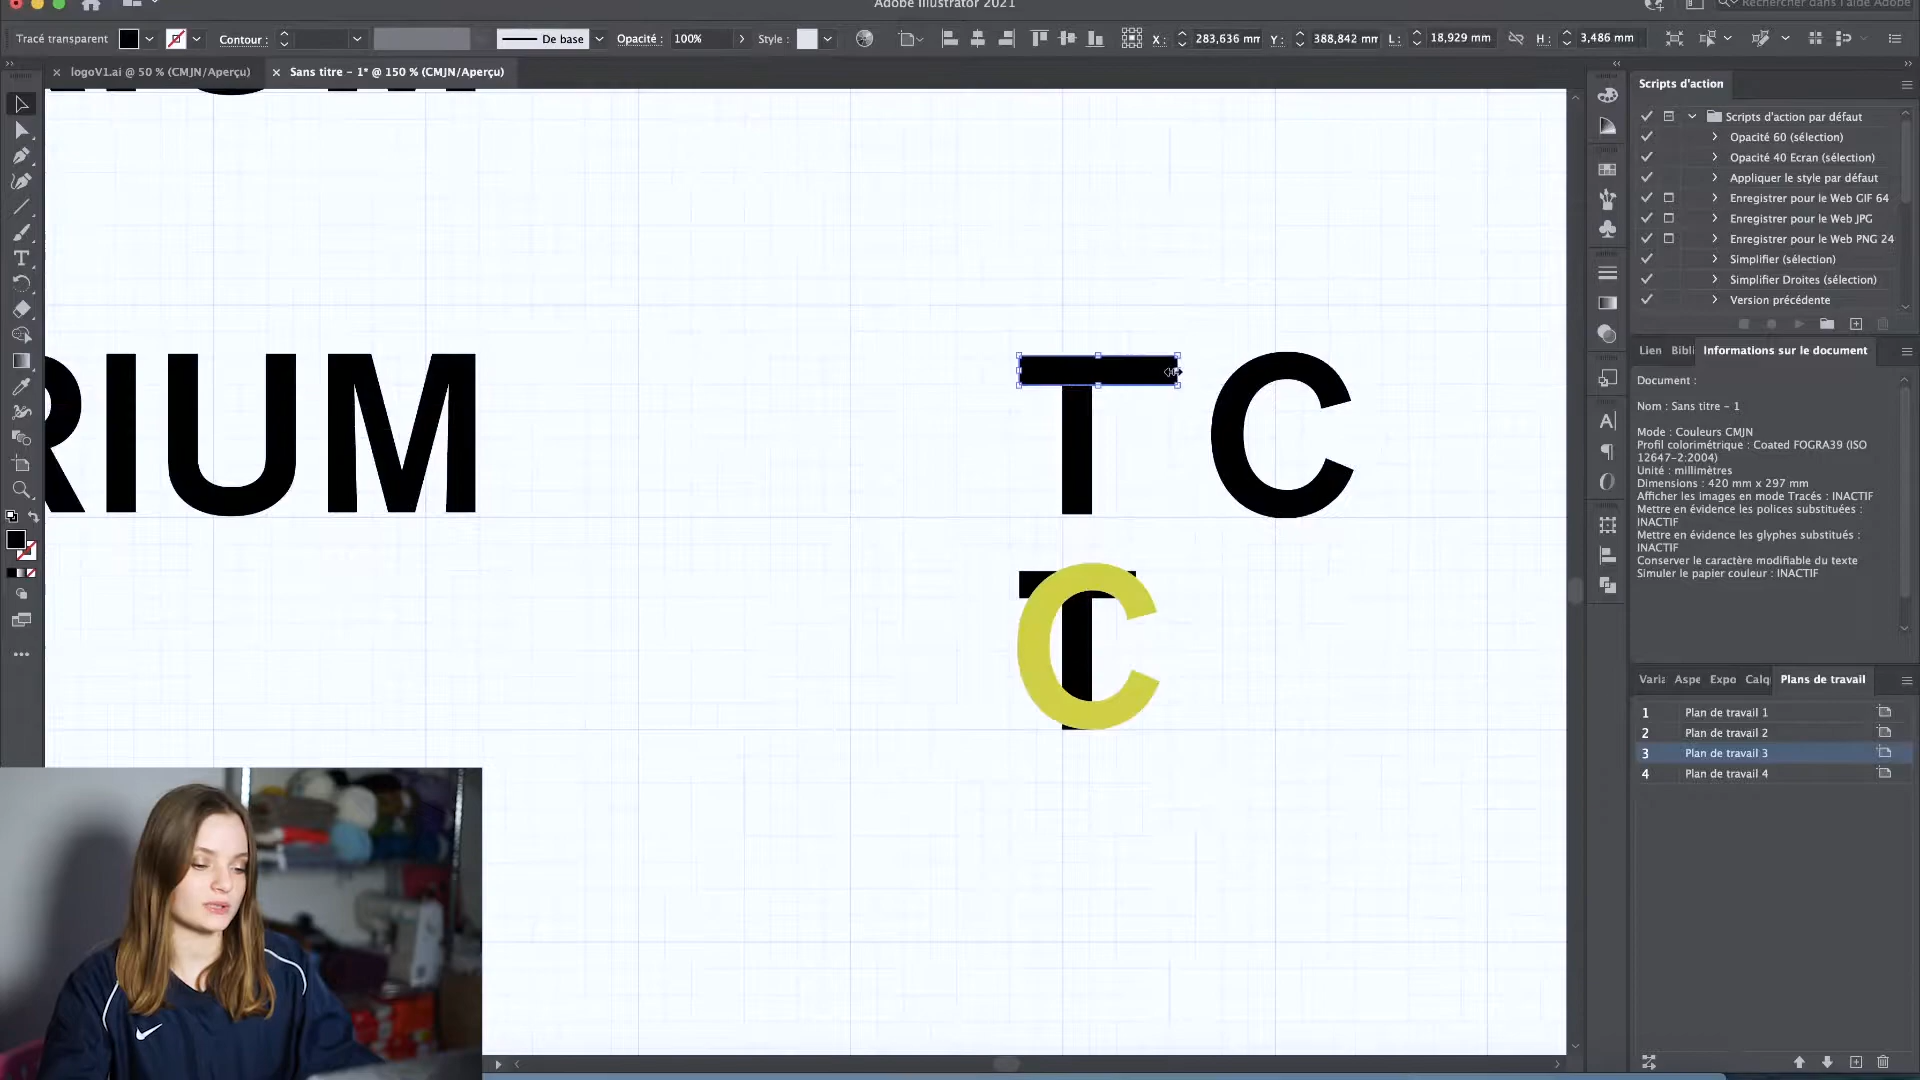 Adobe Illustrator 2021
Rechercher dans l'aide Adobe
Tracé transparent
Contour :
De base
Opacité :
100%
Style :
X :
283,636 mm
Y :
388,842 mm
L :
18,929 mm
H :
3,486 mm
× logoV1.ai @ 50 % (CMJN/Aperçu)
× Sans titre – 1* @ 150 % (CMJN/Aperçu)
Scripts d'action
Scripts d'action par défaut
Opacité 60 (sélection)
Opacité 40 Ecran (sélection)
Appliquer le style par défaut
Enregistrer pour le Web GIF 64
Enregistrer pour le Web JPG
Enregistrer pour le Web PNG 24
Simplifier (sélection)
Simplifier Droites (sélection)
Version précédente
RIUM
T C
T
C
Lien
Bibl
Informations sur le document
Document :
Nom : Sans titre – 1
Mode : Couleurs CMJN
Profil colorimétrique : Coated FOGRA39 (ISO
12647-2:2004)
Unité : millimètres
Dimensions : 420 mm x 297 mm
Afficher les images en mode Tracés : INACTIF
Mettre en évidence les polices substituées :
INACTIF
Mettre en évidence les glyphes substitués :
INACTIF
Conserver le caractère modifiable du texte
Simuler le papier couleur : INACTIF
Varia
Aspe
Expo
Calq
Plans de travail
1 Plan de travail 1
2 Plan de travail 2
3 Plan de travail 3
4 Plan de travail 4